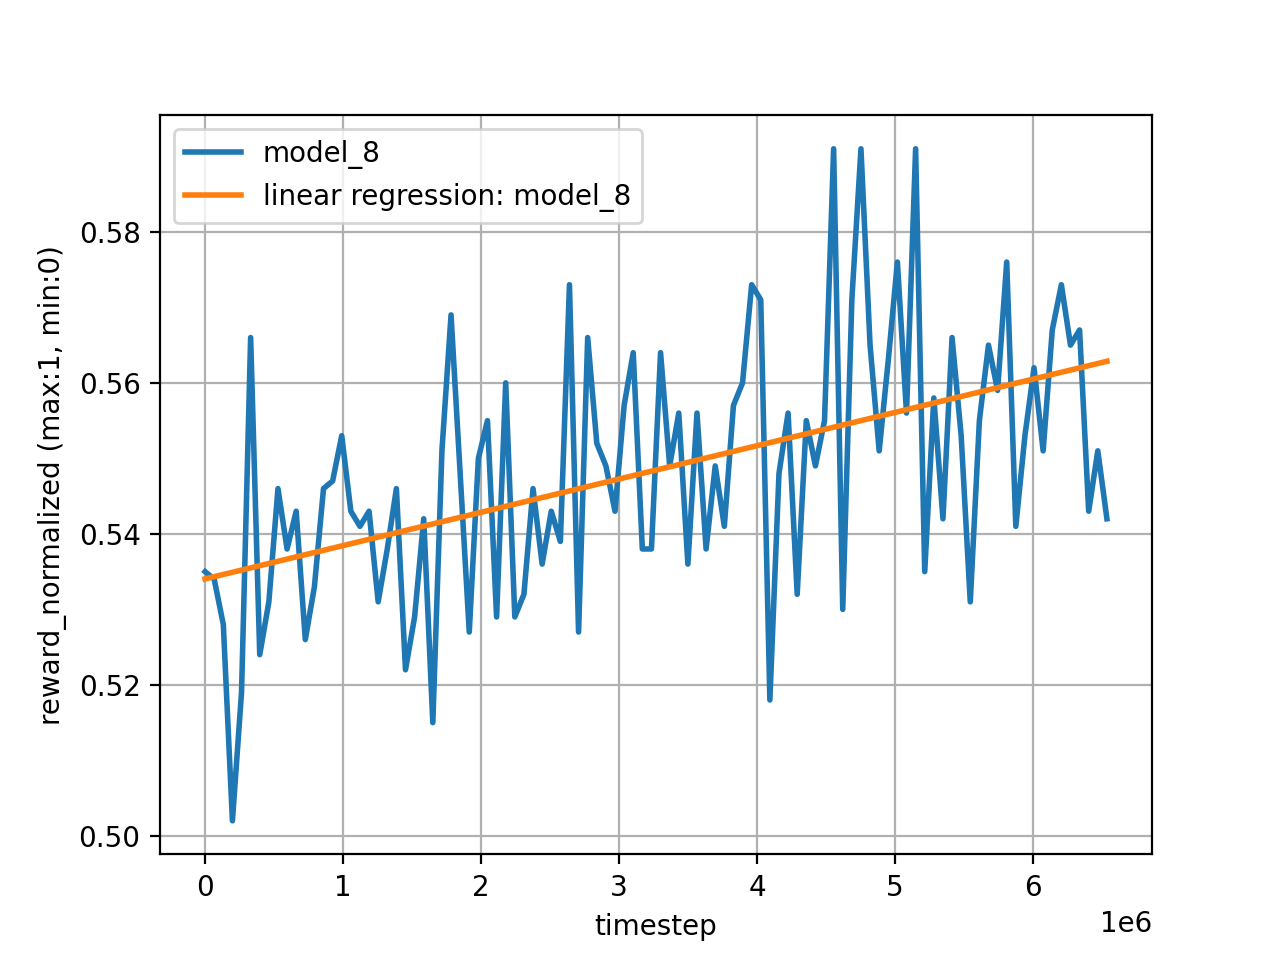 model_8
linear regression: model_8
reward_normalized (max:1, min:0)
0.58
0.56
0.54
0.52
0.50
0 1 2 3 4 5 6
1e6
timestep